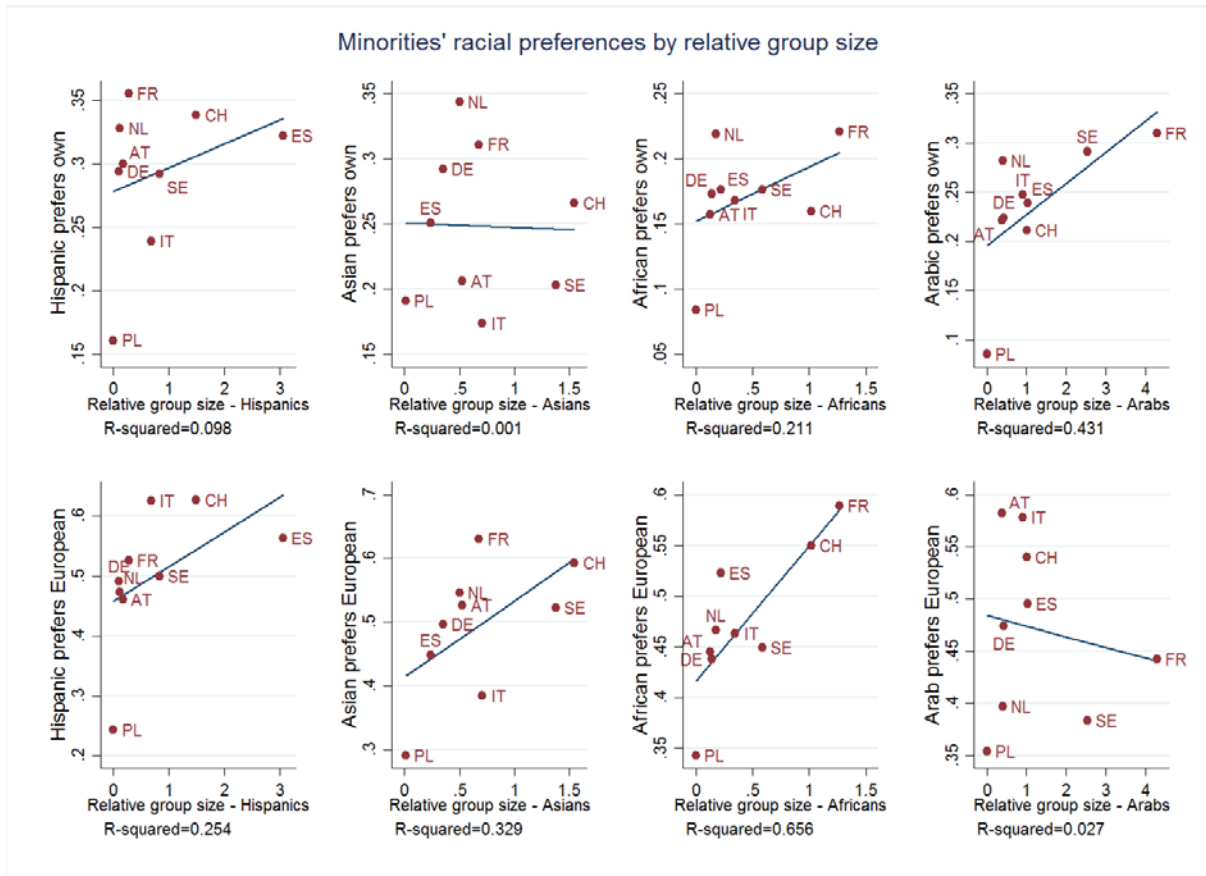 Minorities' racial preferences by relative group size
Hispanic prefers own
.35
.3
.25
.2
.15
FR
NL
CH
ES
AT
DE
SE
IT
PL
0 1 2 3
Relative group size - Hispanics
R-squared=0.098
Asian prefers own
.35
.3
.25
.2
.15
NL
FR
DE
CH
ES
AT
SE
PL
IT
0 .5 1 1.5
Relative group size - Asians
R-squared=0.001
African prefers own
.25
.2
.15
.1
.05
NL
FR
DE
ES
SE
AT
IT
CH
PL
0 .5 1 1.5
Relative group size - Africans
R-squared=0.211
Arabic prefers own
.35
.3
.25
.2
.15
.1
FR
SE
NL
IT
ES
DE
AT
CH
PL
0 1 2 3 4
Relative group size - Arabs
R-squared=0.431
Hispanic prefers European
.6
.5
.4
.3
.2
IT
CH
ES
FR
DE
NL
SE
AT
PL
0 1 2 3
Relative group size - Hispanics
R-squared=0.254
Asian prefers European
.7
.6
.5
.4
.3
FR
CH
NL
AT
SE
DE
ES
IT
PL
0 .5 1 1.5
Relative group size - Asians
R-squared=0.329
African prefers European
.6
.55
.5
.45
.4
.35
FR
CH
ES
NL
IT
AT
SE
DE
PL
0 .5 1 1.5
Relative group size - Africans
R-squared=0.656
Arab prefers European
.6
.55
.5
.45
.4
.35
AT
IT
CH
ES
DE
FR
NL
SE
PL
0 1 2 3 4
Relative group size - Arabs
R-squared=0.027